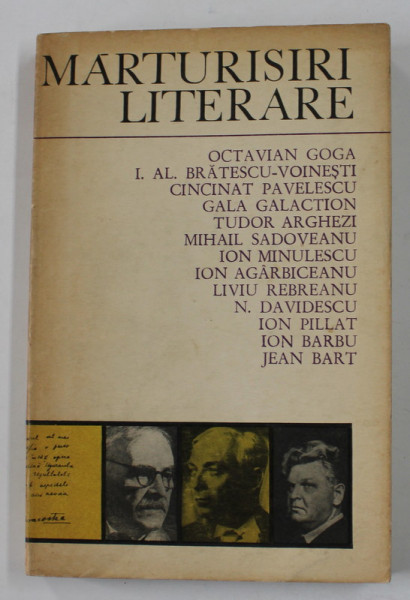 MĂRTURISIRI
LITERARE
OCTAVIAN GOGA
I. AL. BRĂTESCU-VOINEȘTI
CINCINAT PAVELESCU
GALA GALACTION
TUDOR ARGHEZI
MIHAIL SADOVEANU
ION MINULESCU
ION AGÂRBICEANU
LIVIU REBREANU
N. DAVIDESCU
ION PILLAT
ION BARBU
JEAN BART